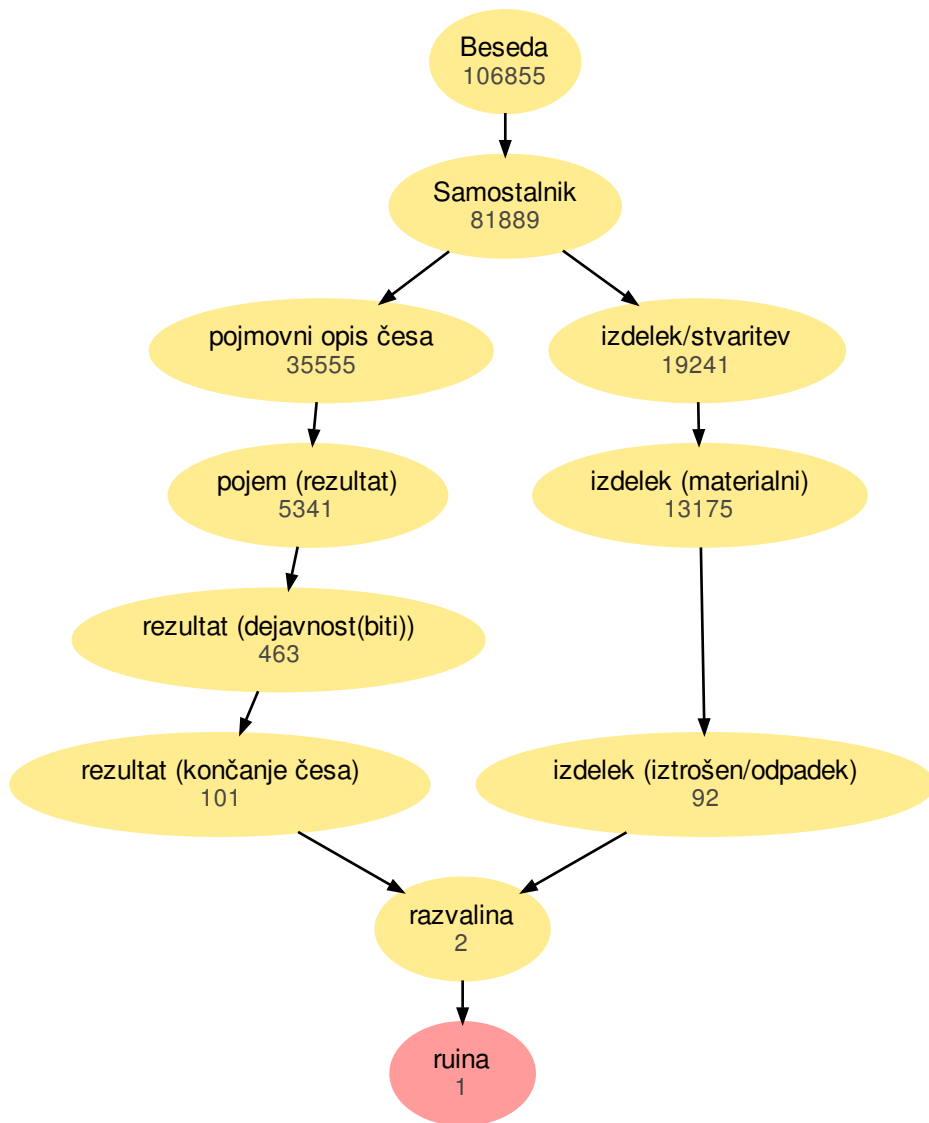 Beseda
106855
Samostalnik
81889
pojmovni opis česa
35555
izdelek/stvaritev
19241
pojem (rezultat)
5341
izdelek (materialni)
13175
rezultat (dejavnost(biti))
463
rezultat (končanje česa)
101
izdelek (iztrošen/odpadek)
92
razvalina
2
ruina
1